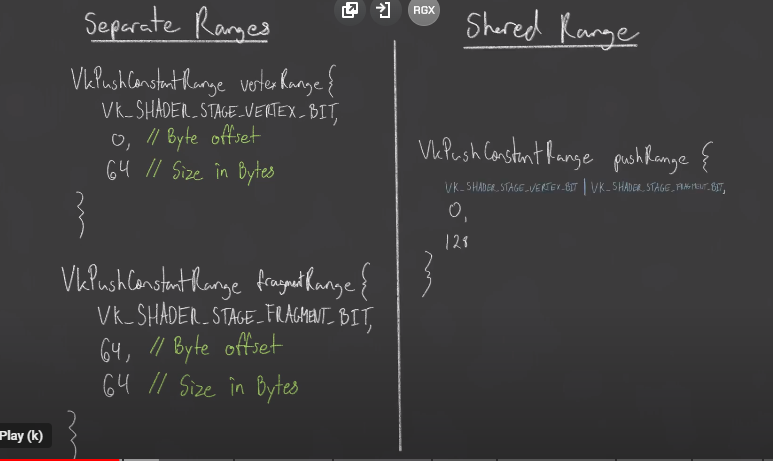 RGX
Separate Ranges
VkPushConstantRange vertexRange {
VK_SHADER_STAGE_VERTEX_BIT,
0, // Byte offset
64 // Size in Bytes
}
VkPushConstantRange fragmentRange {
VK_SHADER_STAGE_FRAGMENT_BIT,
64, // Byte offset
64 // Size in Bytes
}
Shared Range
VkPushConstantRange pushRange {
VK_SHADER_STAGE_VERTEX_BIT | VK_SHADER_STAGE_FRAGMENT_BIT,
0,
128
}
Play (k)